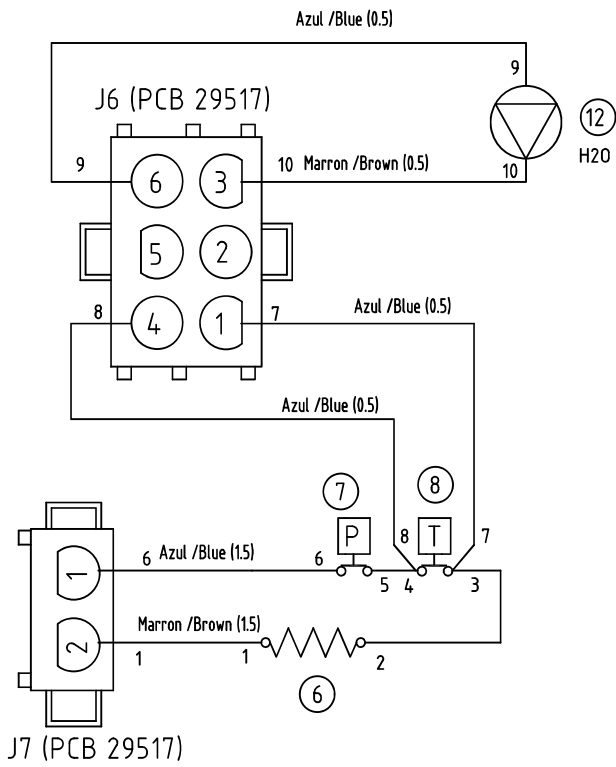 Azul /Blue (0.5)
9
J6 (PCB 29517)
12
H20
9
6
3
10 Marron /Brown (0.5)
10
5
2
8
4
1
7
Azul /Blue (0.5)
Azul /Blue (0.5)
7
8
P
8
T
7
1
6 Azul /Blue (1.5)
6
5
4
3
2
Marron /Brown (1.5)
1
1
2
6
J7 (PCB 29517)